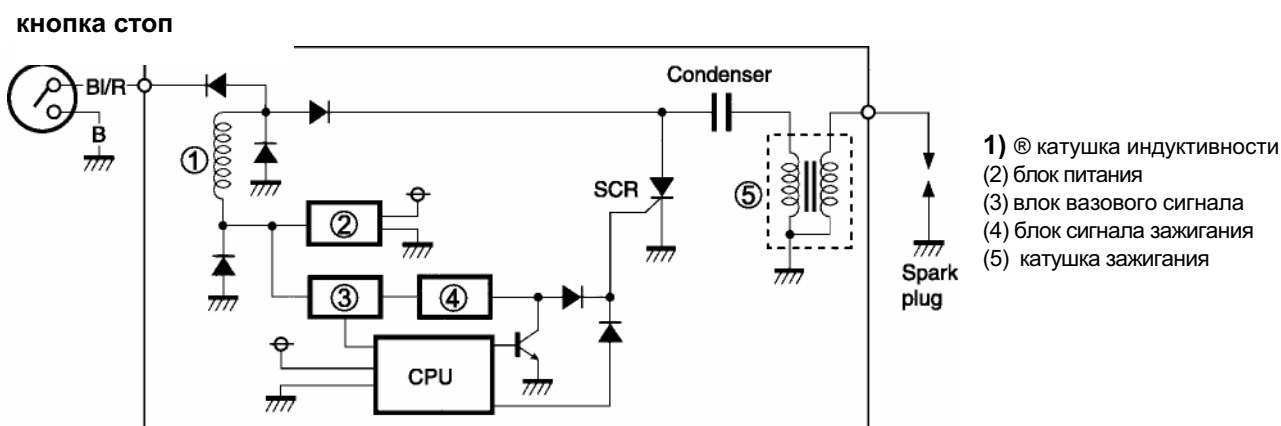 кнопка стоп
Bl/R
B
①
Condenser
SCR
⑤
②
③
④
CPU
Spark
plug
1) ® катушка индуктивности
(2) блок питания
(3) влок вазового сигнала
(4) блок сигнала зажигания
(5) катушка зажигания